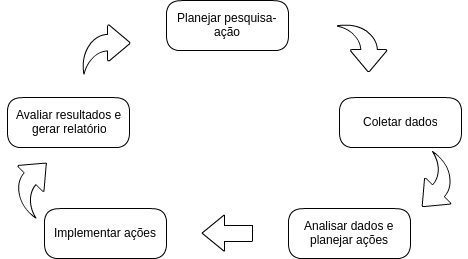 Planejar pesquisa-
ação
Coletar dados
Analisar dados e
planejar ações
Implementar ações
Avaliar resultados e
gerar relatório